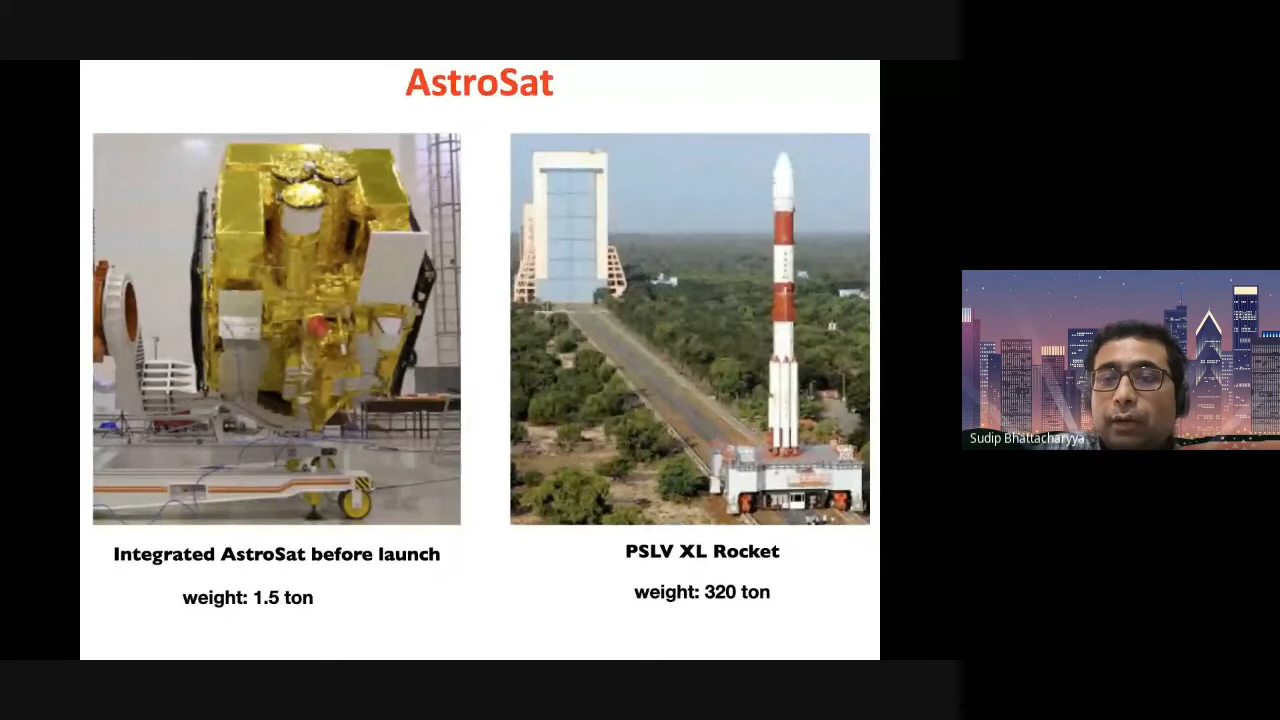 AstroSat
Integrated AstroSat before launch
weight: 1.5 ton
PSLV XL Rocket
weight: 320 ton
Sudip Bhattacharyya